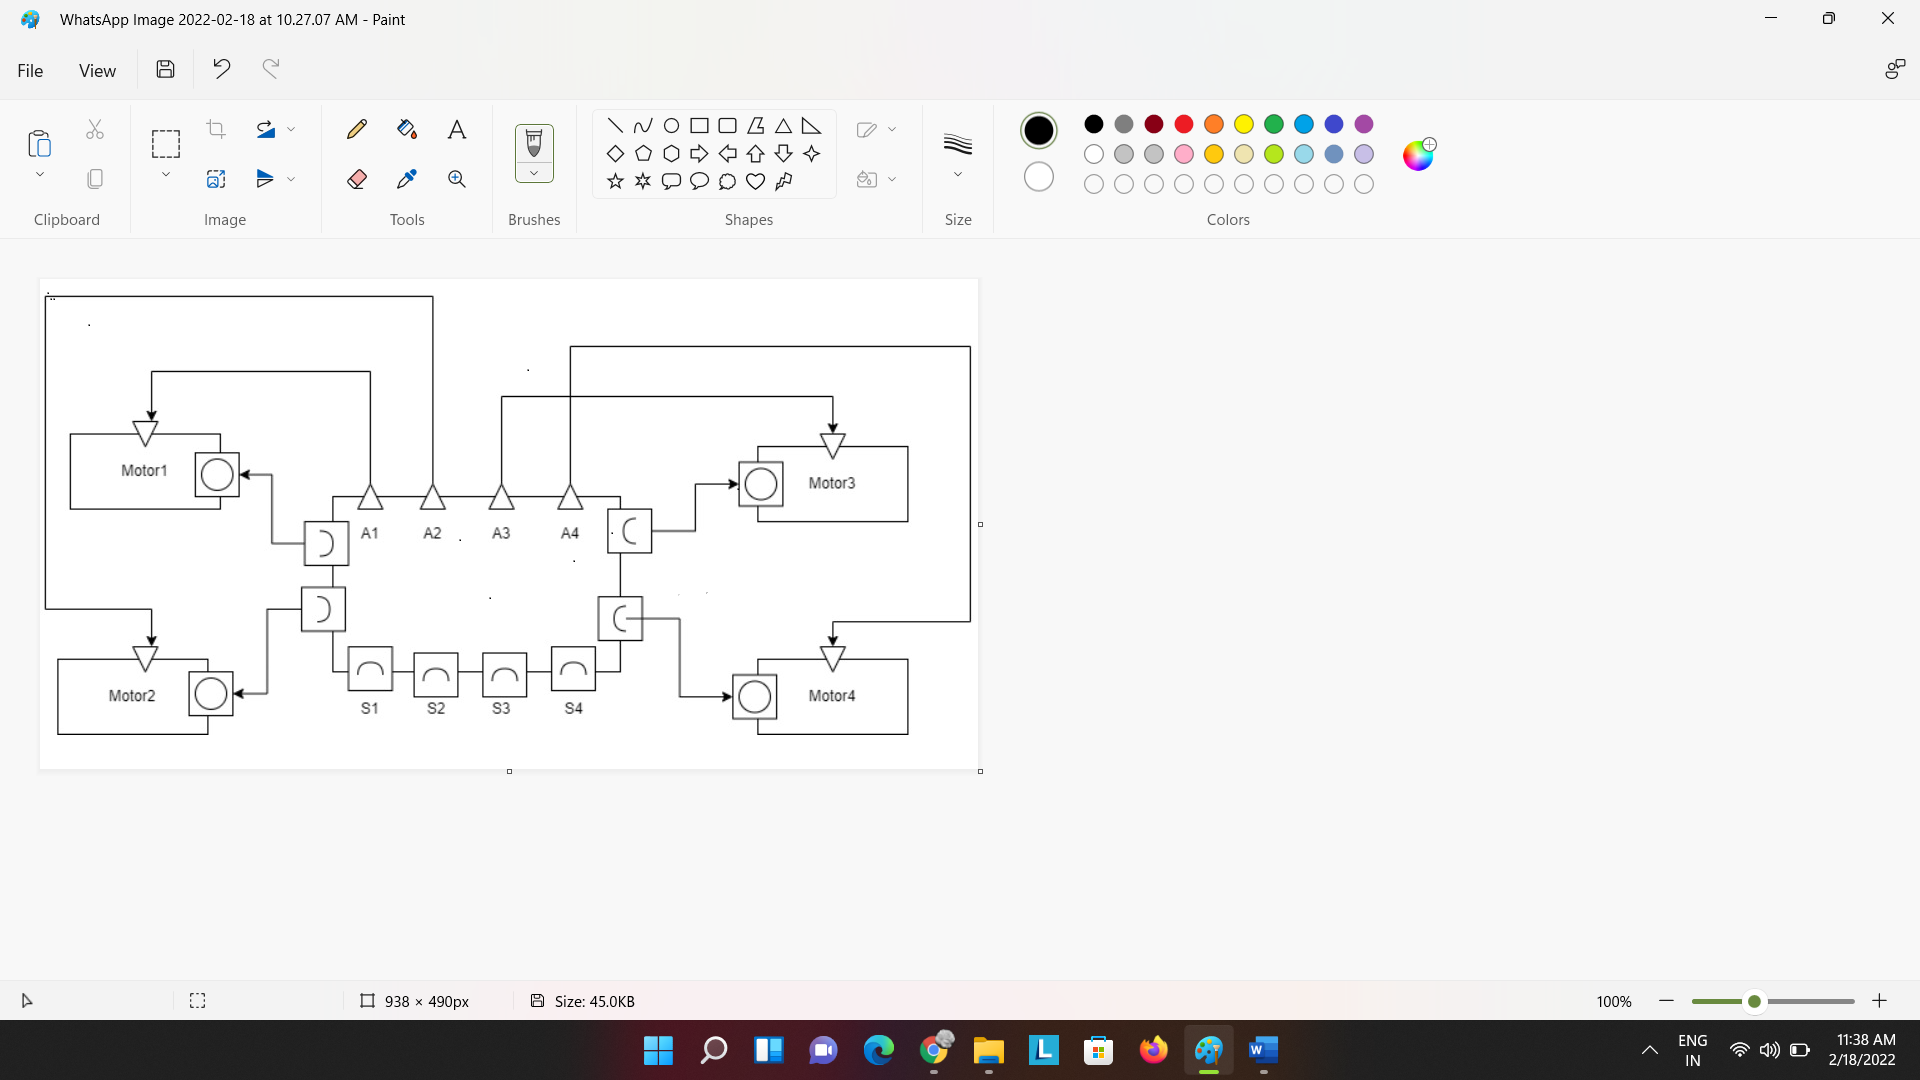 WhatsApp Image 2022-02-18 at 10.27.07 AM - Paint
File View
Clipboard Image Tools Brushes Shapes Size Colors
Motor1
Motor3
A1 A2 A3 A4
Motor2
Motor4
S1 S2 S3 S4
938 × 490px Size: 45.0KB 100%
ENG 11:38 AM
IN 2/18/2022